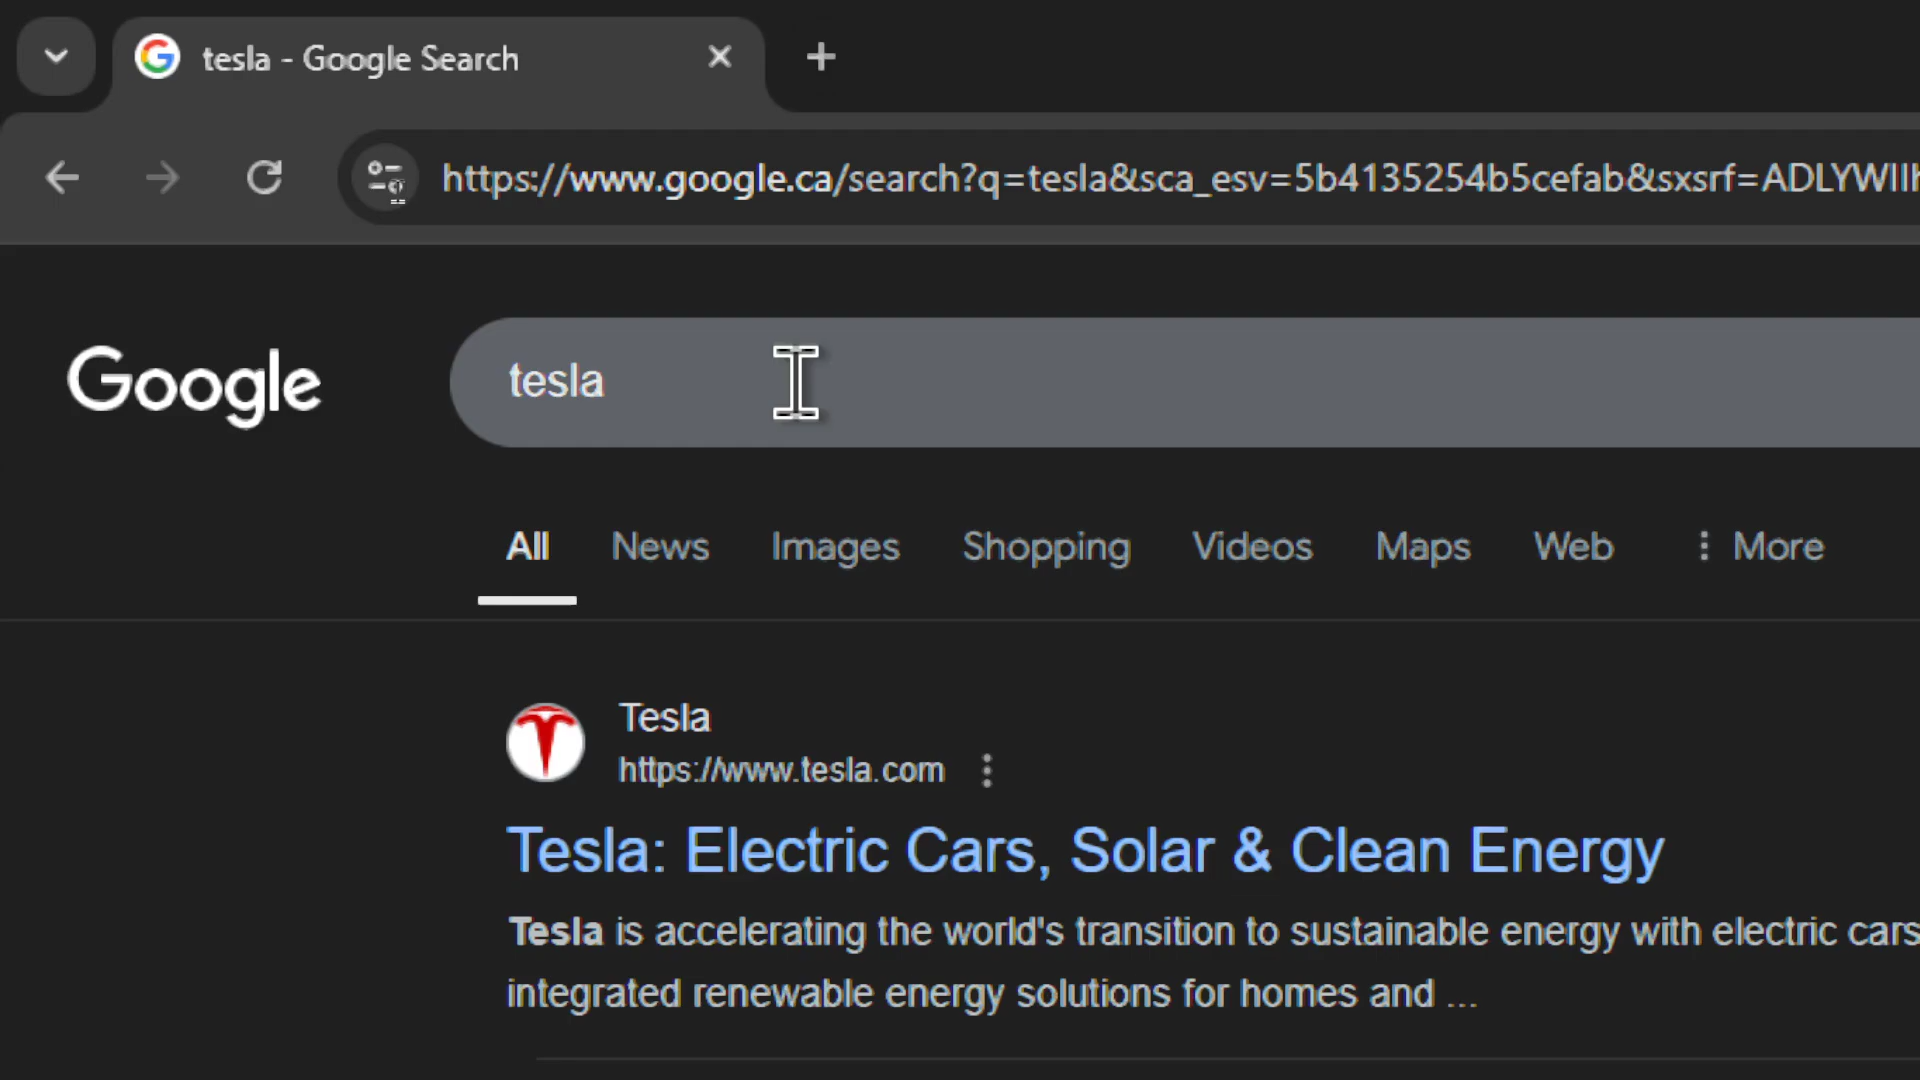 tesla - Google Search
https://www.google.ca/search?q=tesla&sca_esv=5b4135254b5cefab&sxsrf=ADLYWIIh
Google
tesla
All News Images Shopping Videos Maps Web More
Tesla
https://www.tesla.com
Tesla: Electric Cars, Solar & Clean Energy
Tesla is accelerating the world's transition to sustainable energy with electric cars
integrated renewable energy solutions for homes and ...